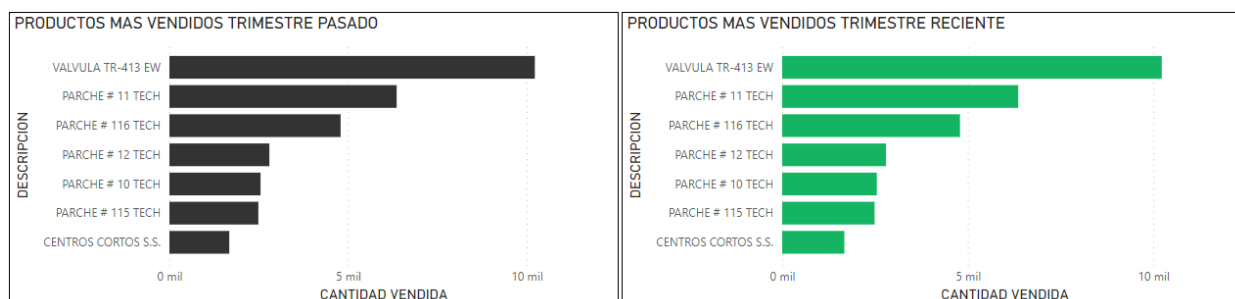 PRODUCTOS MAS VENDIDOS TRIMESTRE PASADO
DESCRIPCION
VALVULA TR-413 EW
PARCHE # 11 TECH
PARCHE # 116 TECH
PARCHE # 12 TECH
PARCHE # 10 TECH
PARCHE # 115 TECH
CENTROS CORTOS S.S.
0 mil 5 mil 10 mil
CANTIDAD VENDIDA
PRODUCTOS MAS VENDIDOS TRIMESTRE RECIENTE
DESCRIPCION
VALVULA TR-413 EW
PARCHE # 11 TECH
PARCHE # 116 TECH
PARCHE # 12 TECH
PARCHE # 10 TECH
PARCHE # 115 TECH
CENTROS CORTOS S.S.
0 mil 5 mil 10 mil
CANTIDAD VENDIDA